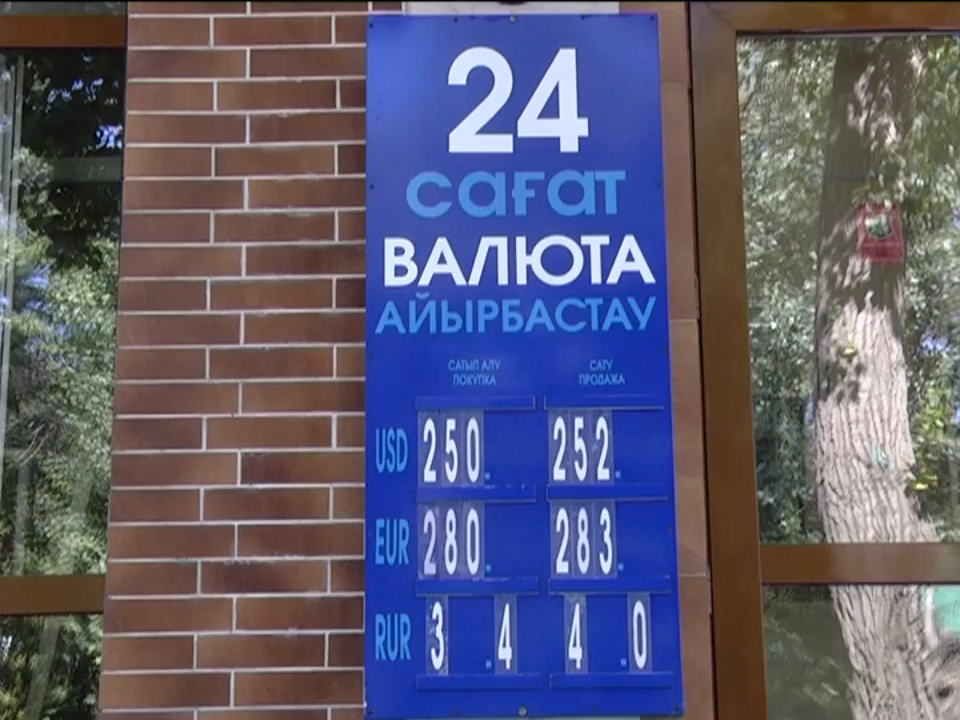 24
сағат
ВАЛЮТА
АЙЫРБАСТАУ
САТЫП АЛУ САТУ
ПОКУПКА ПРОДАЖА
USD 250. 252.
EUR 280. 283.
RUR 3.4 4.0